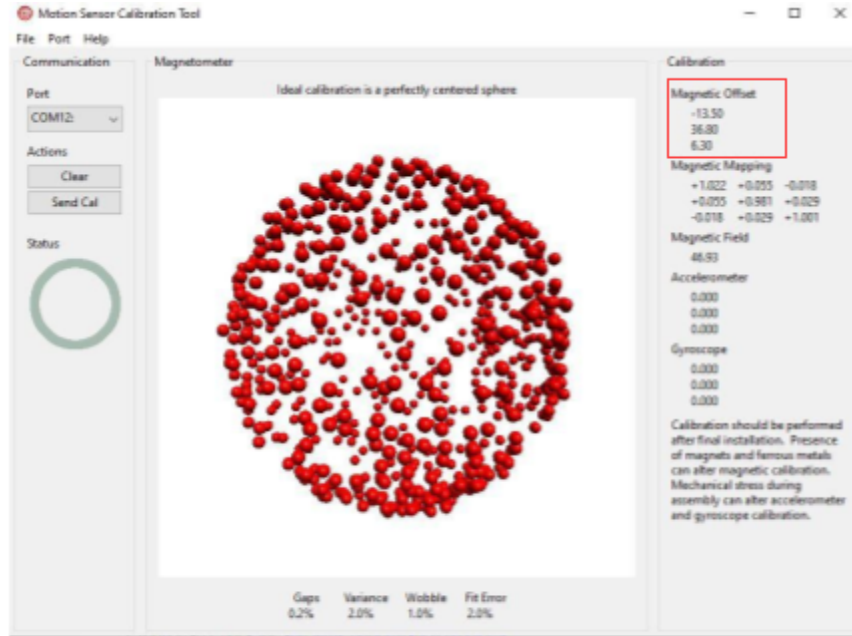 Motion Sensor Calibration Tool
File Port Help
Communication
Port
COM12:
Actions
Clear
Send Cal
Status
Magnetometer
Ideal calibration is a perfectly centered sphere
Gaps Variance Wobble Fit Error
0.2% 2.0% 1.0% 2.0%
Calibration
Magnetic Offset
-13.50
36.80
6.30
Magnetic Mapping
+1.022 +0.055 -0.018
+0.055 +0.981 +0.029
-0.018 +0.029 +1.001
Magnetic Field
46.93
Accelerometer
0.000
0.000
0.000
Gyroscope
0.000
0.000
0.000
Calibration should be performed
after final installation. Presence
of magnets and ferrous metals
can alter magnetic calibration.
Mechanical stress during
assembly can alter accelerometer
and gyroscope calibration.